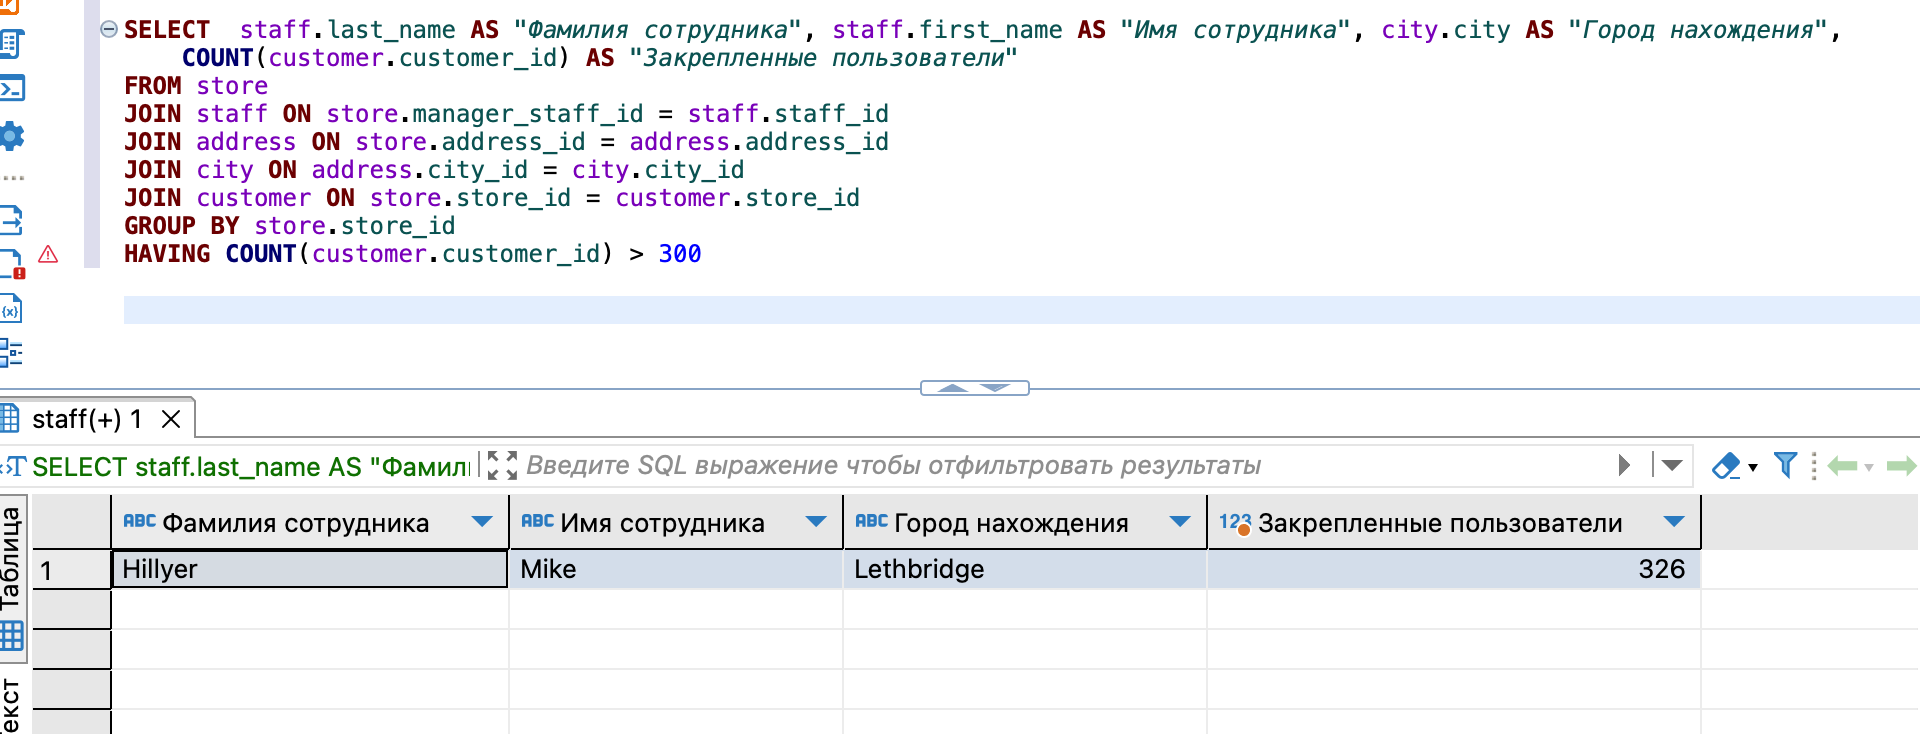 SELECT  staff.last_name AS "Фамилия сотрудника", staff.first_name AS "Имя сотрудника", city.city AS "Город нахождения",
COUNT(customer.customer_id) AS "Закрепленные пользователи"
FROM store
JOIN staff ON store.manager_staff_id = staff.staff_id
JOIN address ON store.address_id = address.address_id
JOIN city ON address.city_id = city.city_id
JOIN customer ON store.store_id = customer.store_id
GROUP BY store.store_id
HAVING COUNT(customer.customer_id) > 300
staff(+) 1
SELECT staff.last_name AS "Фамил
Введите SQL выражение чтобы отфильтровать результаты
Таблица
ABC Фамилия сотрудника
ABC Имя сотрудника
ABC Город нахождения
123 Закрепленные пользователи
1 Hillyer Mike Lethbridge 326
екст